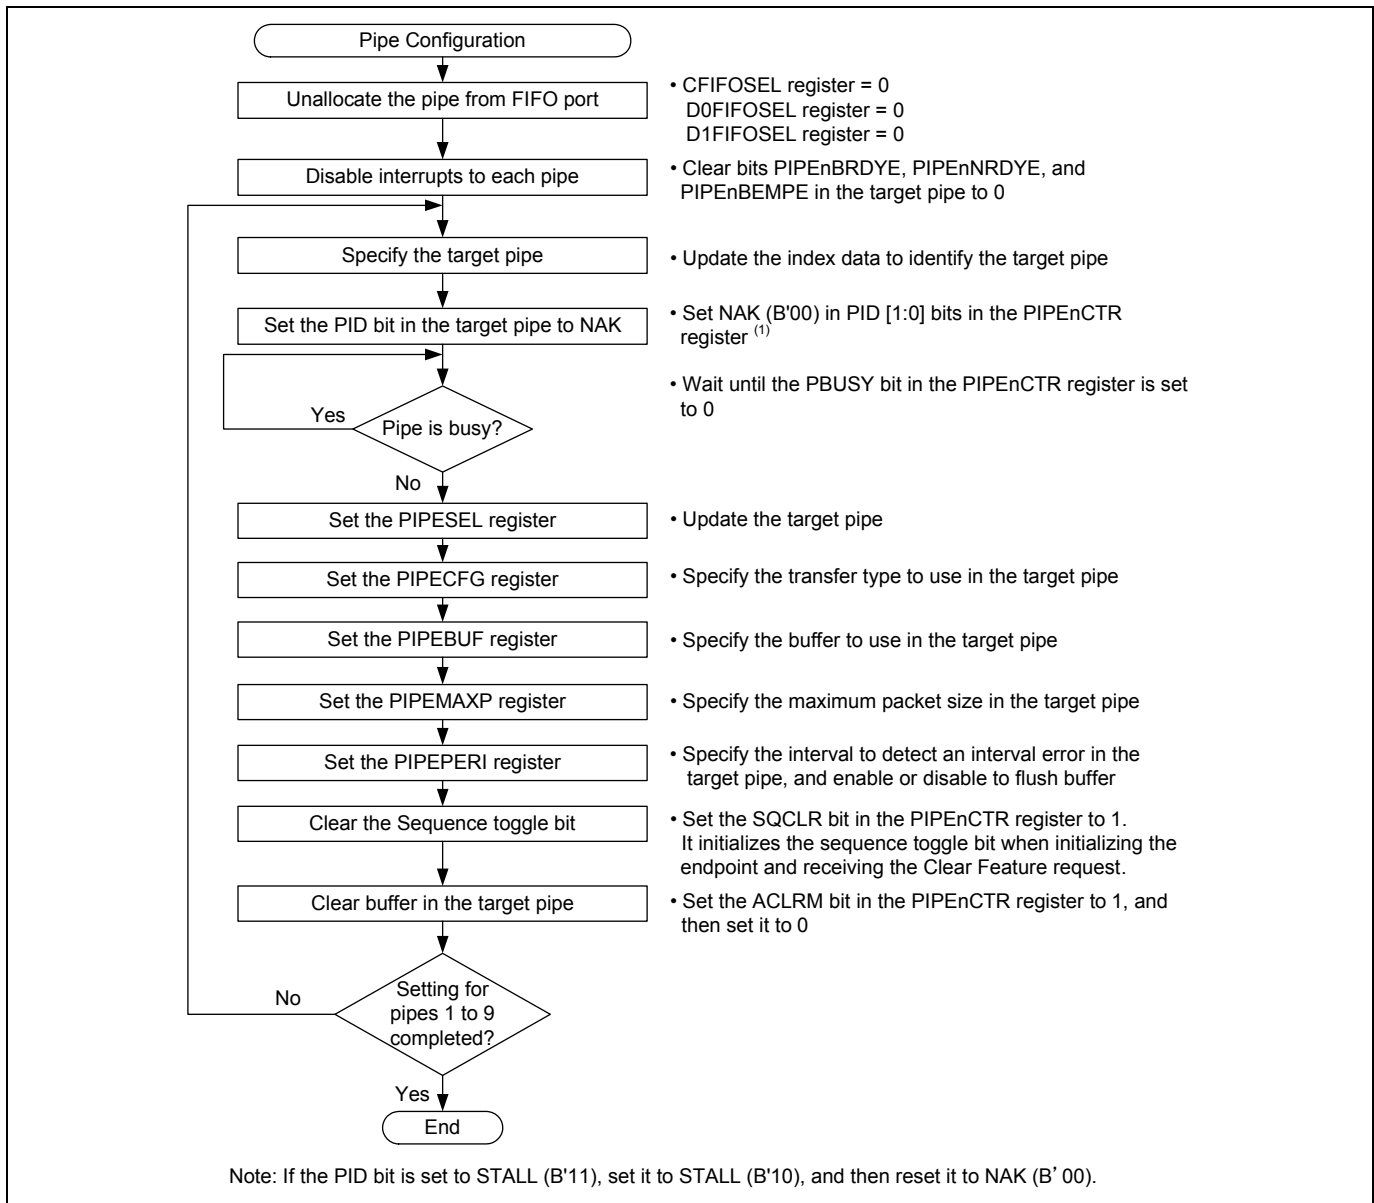 Pipe Configuration
Unallocate the pipe from FIFO port
• CFIFOSEL register = 0
D0FIFOSEL register = 0
D1FIFOSEL register = 0
Disable interrupts to each pipe
• Clear bits PIPEnBRDYE, PIPEnNRDYE, and
PIPEnBEMPE in the target pipe to 0
Specify the target pipe
• Update the index data to identify the target pipe
Set the PID bit in the target pipe to NAK
• Set NAK (B'00) in PID [1:0] bits in the PIPEnCTR
register (1)
• Wait until the PBUSY bit in the PIPEnCTR register is set
to 0
Yes
Pipe is busy?
No
Set the PIPESEL register
• Update the target pipe
Set the PIPECFG register
• Specify the transfer type to use in the target pipe
Set the PIPEBUF register
• Specify the buffer to use in the target pipe
Set the PIPEMAXP register
• Specify the maximum packet size in the target pipe
Set the PIPEPERI register
• Specify the interval to detect an interval error in the
target pipe, and enable or disable to flush buffer
Clear the Sequence toggle bit
• Set the SQCLR bit in the PIPEnCTR register to 1.
It initializes the sequence toggle bit when initializing the
endpoint and receiving the Clear Feature request.
Clear buffer in the target pipe
• Set the ACLRM bit in the PIPEnCTR register to 1, and
then set it to 0
No
Setting for
pipes 1 to 9
completed?
Yes
End
Note: If the PID bit is set to STALL (B'11), set it to STALL (B'10), and then reset it to NAK (B’00).